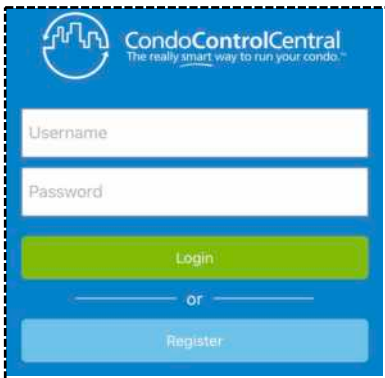 CondoControlCentral
The really smart way to run your condo.™
Username
Password
Login
or
Register